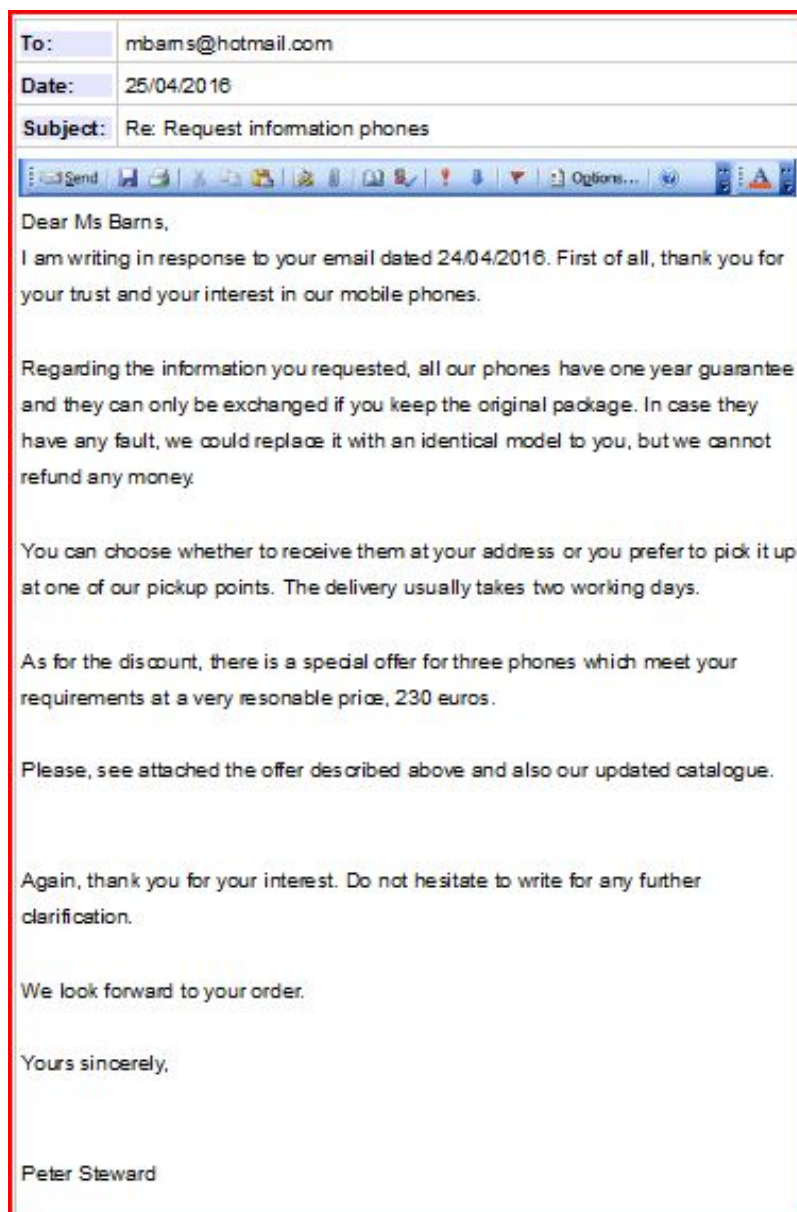 To: mbarns@hotmail.com
Date: 25/04/2016
Subject: Re: Request information phones
Send Options...
Dear Ms Barns,
I am writing in response to your email dated 24/04/2016. First of all, thank you for
your trust and your interest in our mobile phones.
Regarding the information you requested, all our phones have one year guarantee
and they can only be exchanged if you keep the original package. In case they
have any fault, we could replace it with an identical model to you, but we cannot
refund any money.
You can choose whether to receive them at your address or you prefer to pick it up
at one of our pickup points. The delivery usually takes two working days.
As for the discount, there is a special offer for three phones which meet your
requirements at a very resonable price, 230 euros.
Please, see attached the offer described above and also our updated catalogue.
Again, thank you for your interest. Do not hesitate to write for any further
clarification.
We look forward to your order.
Yours sincerely,
Peter Steward